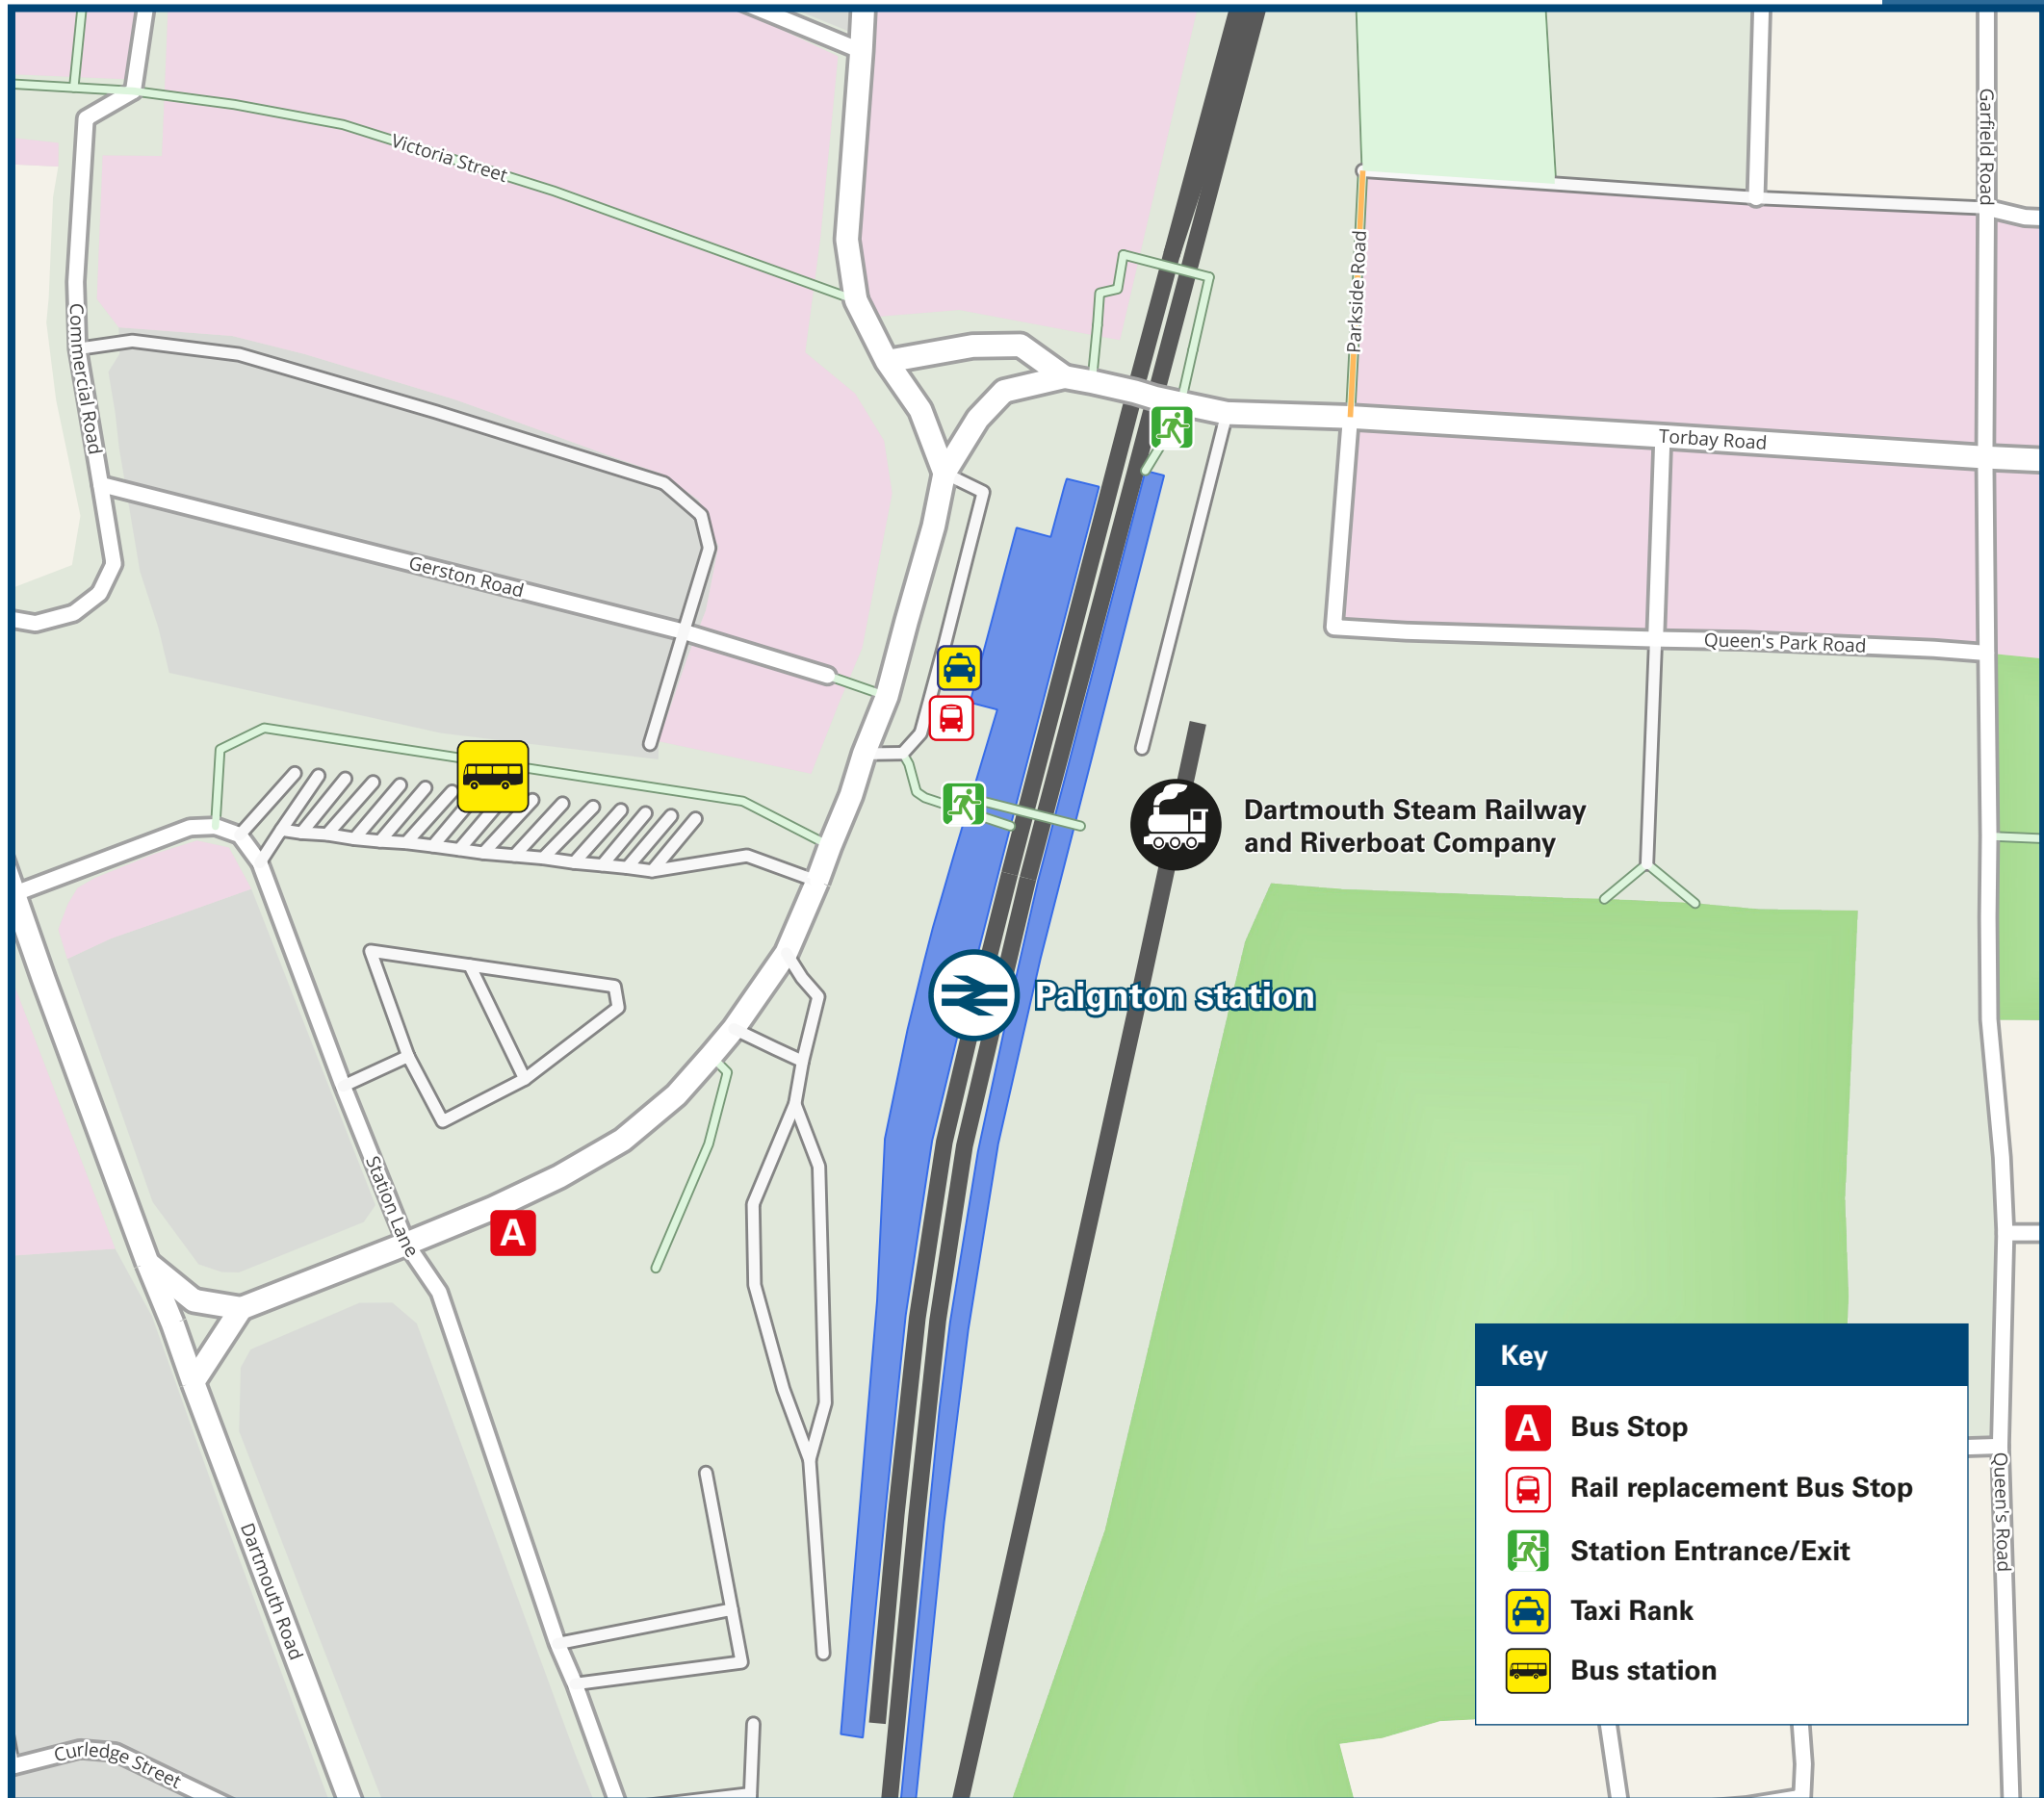 Garfield Road
Victoria Street
Parkside Road
Commercial Road
Torbay Road
Gerston Road
Queen's Park Road
Dartmouth Steam Railway
and Riverboat Company
Paignton station
Station Lane
A
Key
A Bus Stop
Rail replacement Bus Stop
Station Entrance/Exit
Taxi Rank
Bus station
Queen's Road
Dartmouth Road
Curledge Street